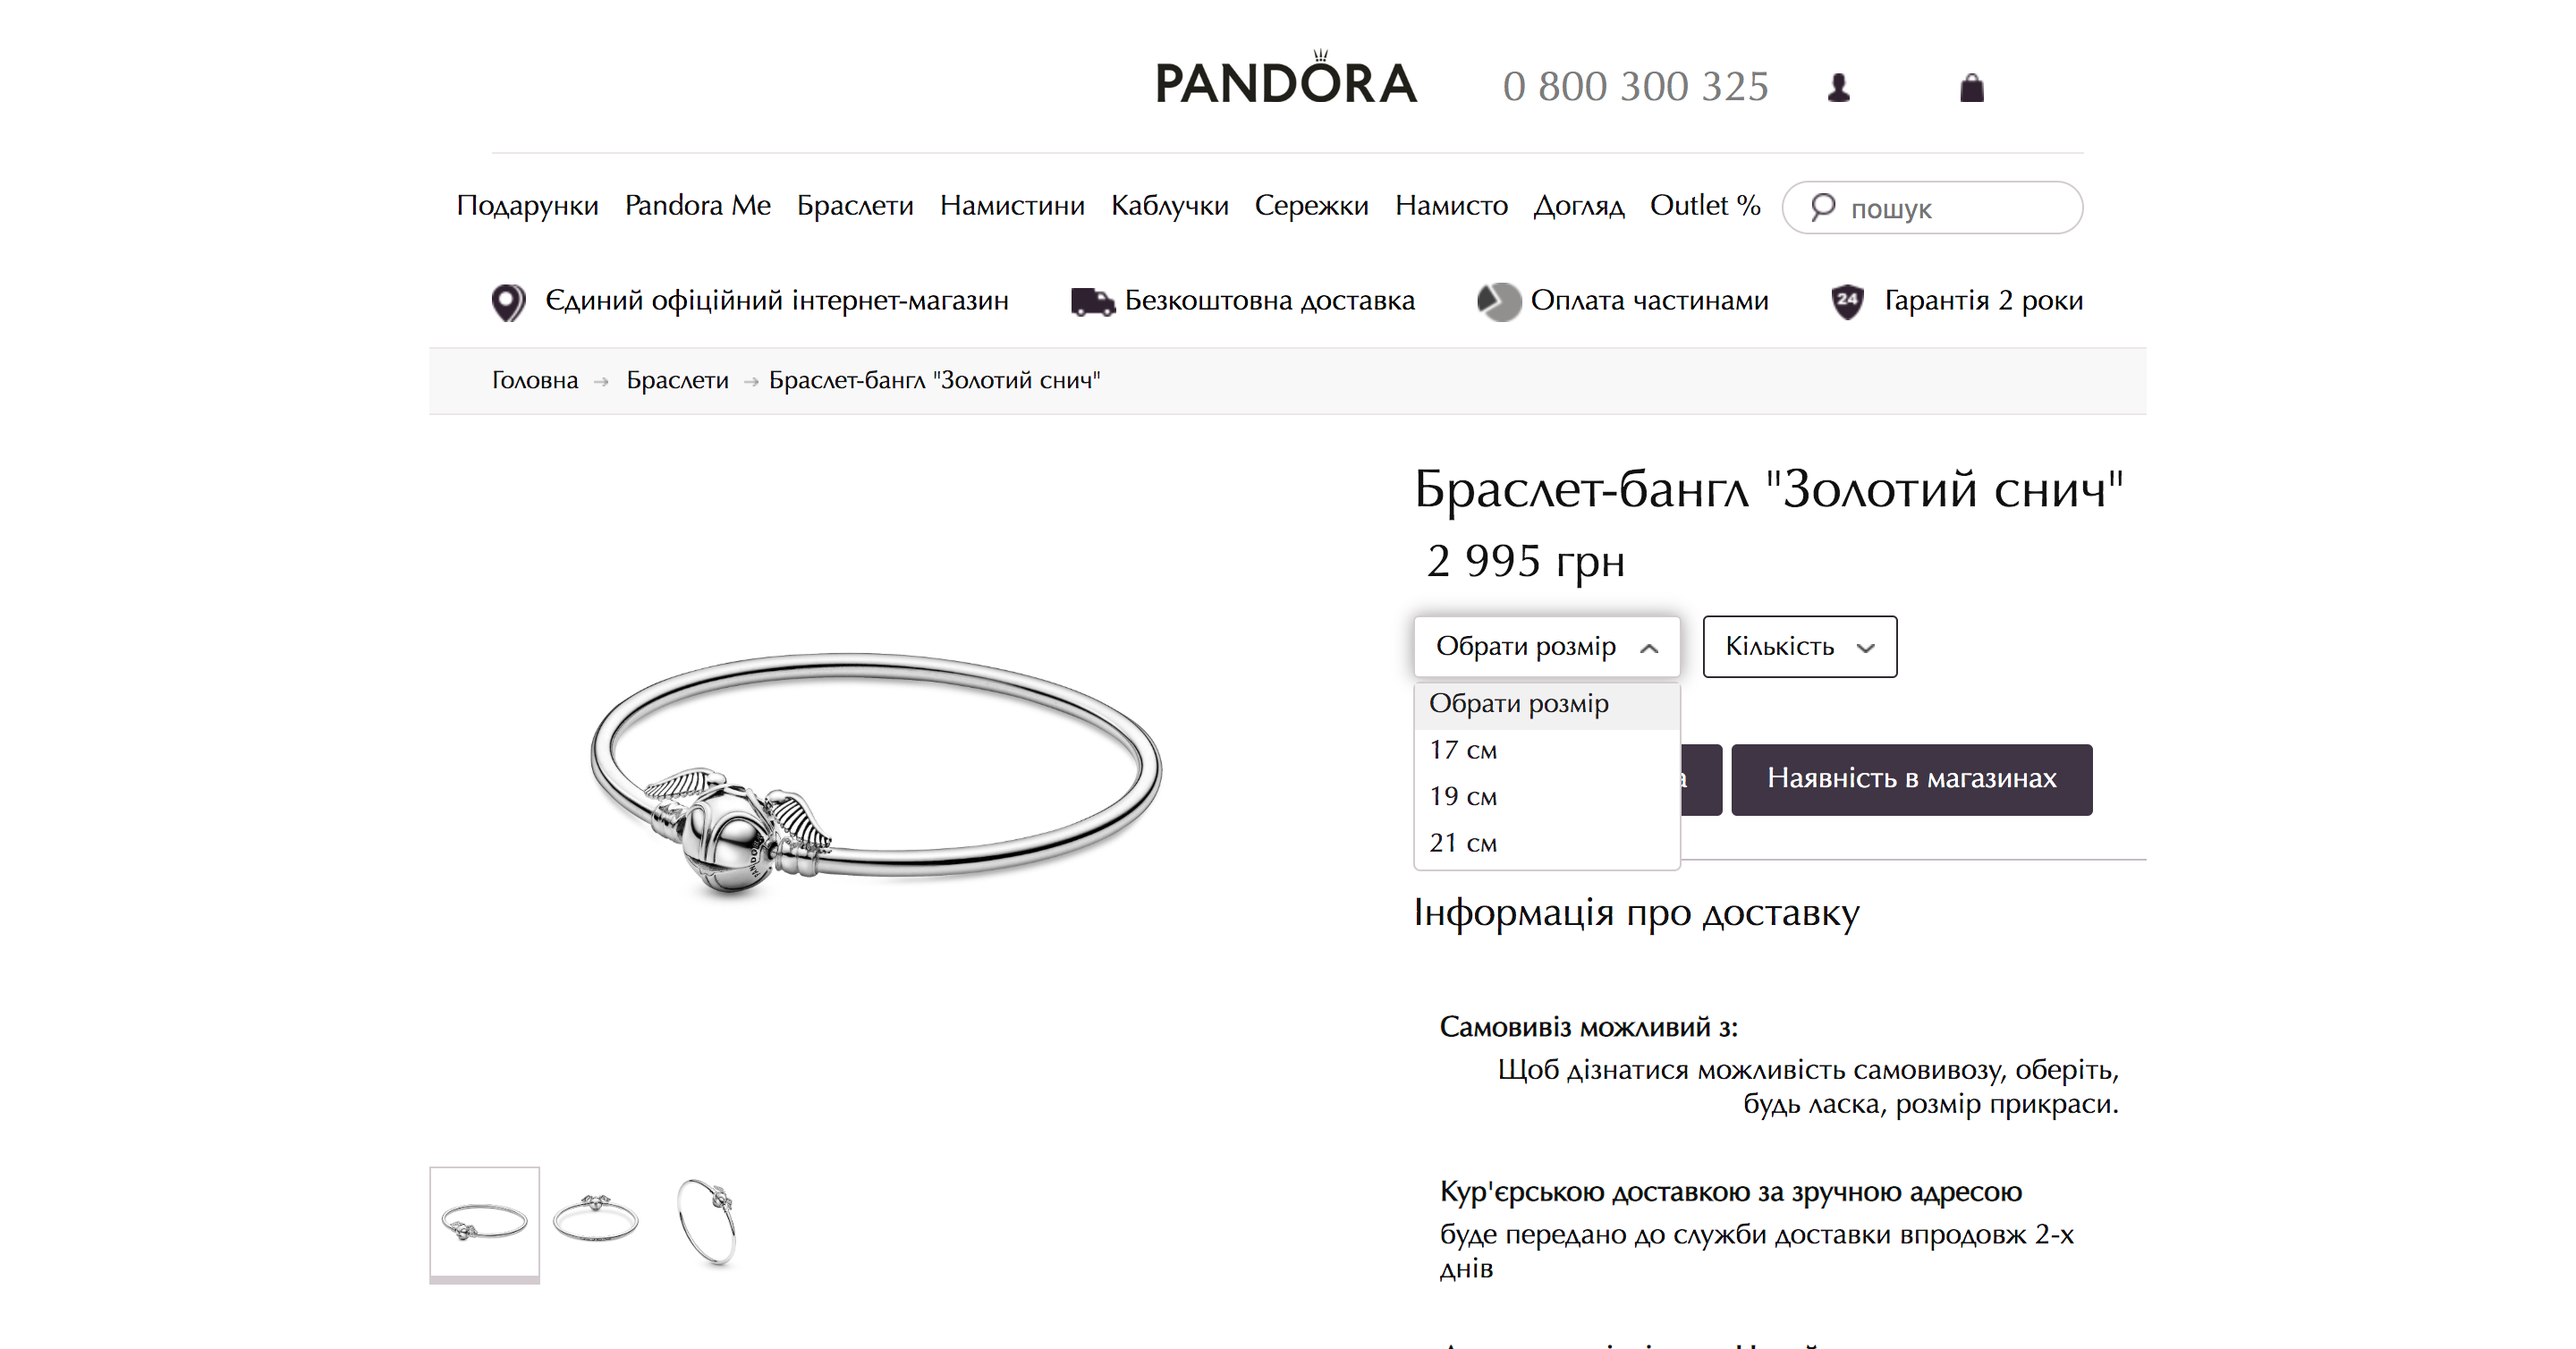 PANDORA
0 800 300 325
Подарунки Pandora Me Браслети Намистини Каблучки Сережки Намисто Догляд Outlet % пошук
Єдиний офіційний інтернет-магазин Безкоштовна доставка Оплата частинами 24 Гарантія 2 роки
Головна → Браслети → Браслет-бангл "Золотий снич"
Браслет-бангл "Золотий снич"
2 995 грн
Обрати розмір Кількість
Обрати розмір
17 см
19 см
21 см
Наявність в магазинах
Інформація про доставку
Самовивіз можливий з:
Щоб дізнатися можливість самовивозу, оберіть,
будь ласка, розмір прикраси.
Кур'єрською доставкою за зручною адресою
буде передано до служби доставки впродовж 2-х
днів